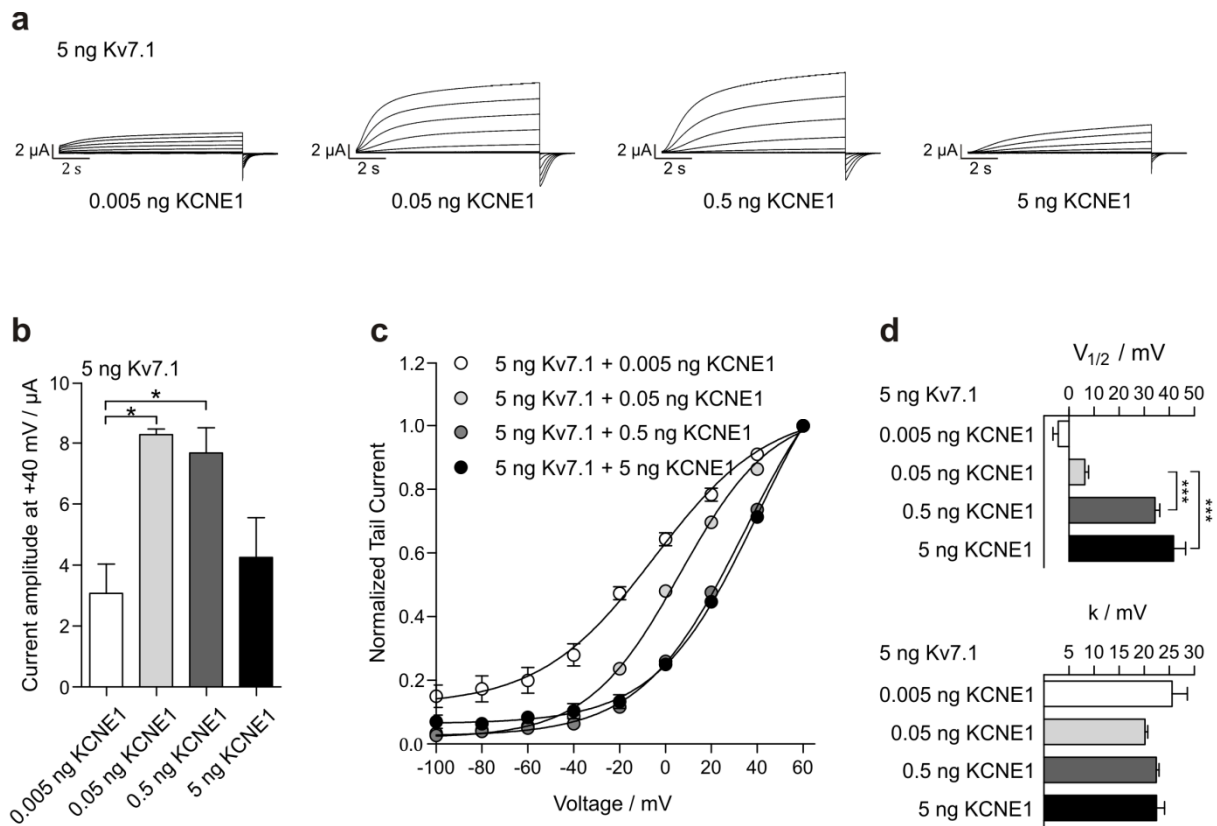 a
5 ng Kv7.1
2 µA
2 s
0.005 ng KCNE1
2 µA
2 s
0.05 ng KCNE1
2 µA
2 s
0.5 ng KCNE1
2 µA
2 s
5 ng KCNE1
b
5 ng Kv7.1
Current amplitude at +40 mV / µA
10
8
6
4
2
0
*
*
0.005 ng KCNE1
0.05 ng KCNE1
0.5 ng KCNE1
5 ng KCNE1
c
5 ng Kv7.1 + 0.005 ng KCNE1
5 ng Kv7.1 + 0.05 ng KCNE1
5 ng Kv7.1 + 0.5 ng KCNE1
5 ng Kv7.1 + 5 ng KCNE1
Normalized Tail Current
1.2
1.0
0.8
0.6
0.4
0.2
0.0
-100 -80 -60 -40 -20 0 20 40 60
Voltage / mV
d
V1/2 / mV
5 ng Kv7.1
0 10 20 30 40 50
0.005 ng KCNE1
0.05 ng KCNE1
0.5 ng KCNE1
5 ng KCNE1
***
***
k / mV
5 ng Kv7.1
5 10 15 20 25 30
0.005 ng KCNE1
0.05 ng KCNE1
0.5 ng KCNE1
5 ng KCNE1